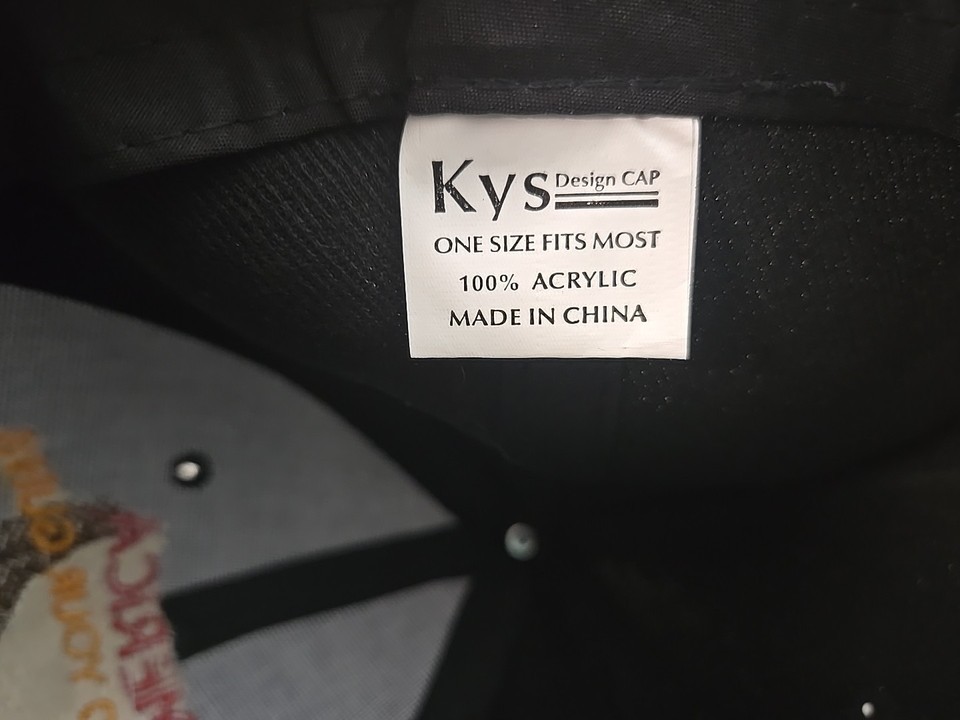 Kys Design CAP
ONE SIZE FITS MOST
100% ACRYLIC
MADE IN CHINA